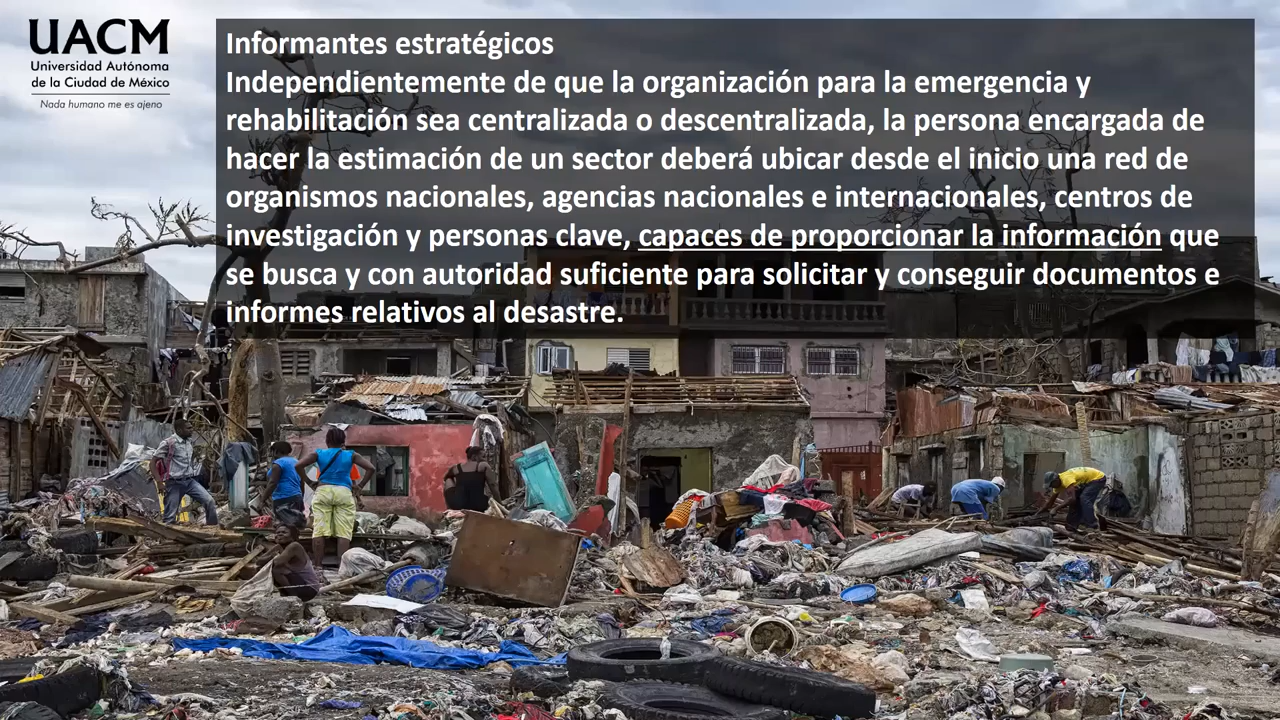 UACM
Universidad Autónoma
de la Ciudad de México
Nada humano me es ajeno
Informantes estratégicos
Independientemente de que la organización para la emergencia y
rehabilitación sea centralizada o descentralizada, la persona encargada de
hacer la estimación de un sector deberá ubicar desde el inicio una red de
organismos nacionales, agencias nacionales e internacionales, centros de
investigación y personas clave, capaces de proporcionar la información que
se busca y con autoridad suficiente para solicitar y conseguir documentos e
informes relativos al desastre.